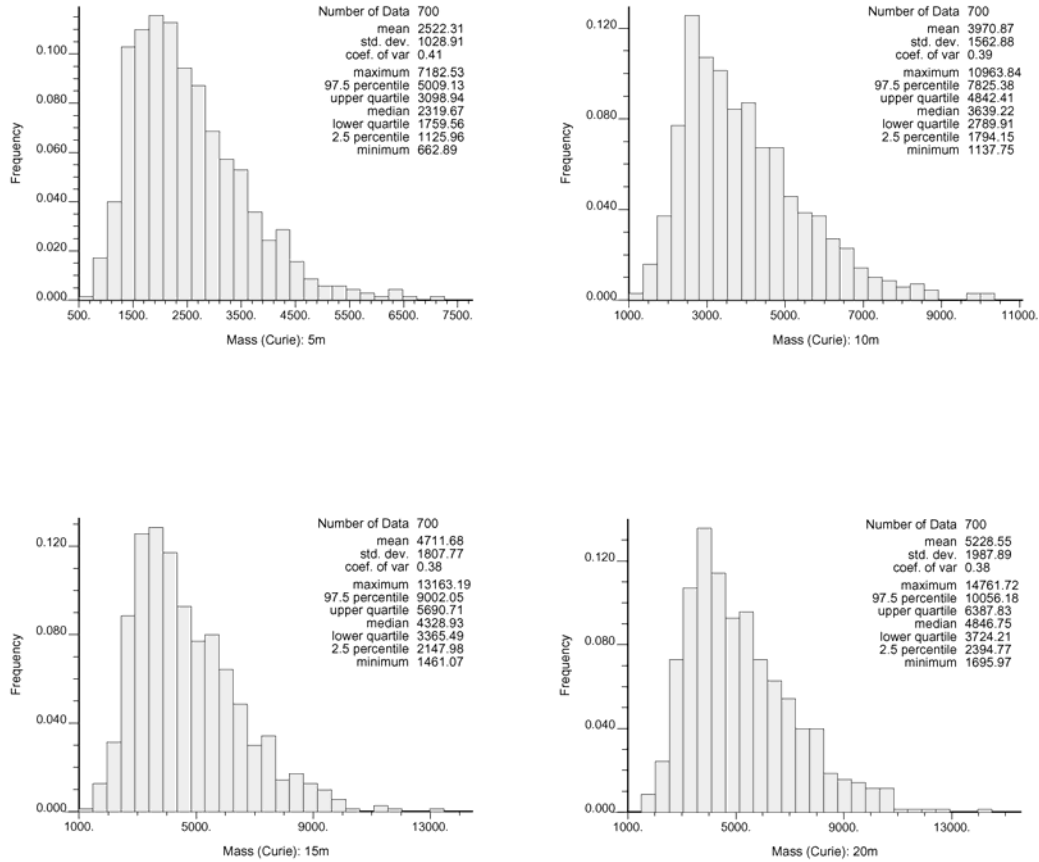 Number of Data 700
mean 2522.31
std. dev. 1028.91
coef. of var 0.41
maximum 7182.53
97.5 percentile 5009.13
upper quartile 3098.94
median 2319.67
lower quartile 1759.56
2.5 percentile 1125.96
minimum 662.89
Frequency
0.100
0.080
0.060
0.040
0.020
0.000
500. 1500. 2500. 3500. 4500. 5500. 6500. 7500.
Mass (Curie): 5m
Number of Data 700
mean 3970.87
std. dev. 1562.88
coef. of var 0.39
maximum 10963.84
97.5 percentile 7825.38
upper quartile 4842.41
median 3639.22
lower quartile 2789.91
2.5 percentile 1794.15
minimum 1137.75
Frequency
0.120
0.080
0.040
0.000
1000. 3000. 5000. 7000. 9000. 11000.
Mass (Curie): 10m
Number of Data 700
mean 4711.68
std. dev. 1807.77
coef. of var 0.38
maximum 13163.19
97.5 percentile 9002.05
upper quartile 5690.71
median 4328.93
lower quartile 3365.49
2.5 percentile 2147.98
minimum 1461.07
Frequency
0.120
0.080
0.040
0.000
1000. 5000. 9000. 13000.
Mass (Curie): 15m
Number of Data 700
mean 5228.55
std. dev. 1987.89
coef. of var 0.38
maximum 14761.72
97.5 percentile 10056.18
upper quartile 6387.83
median 4846.75
lower quartile 3724.21
2.5 percentile 2394.77
minimum 1695.97
Frequency
0.120
0.080
0.040
0.000
1000. 5000. 9000. 13000.
Mass (Curie): 20m